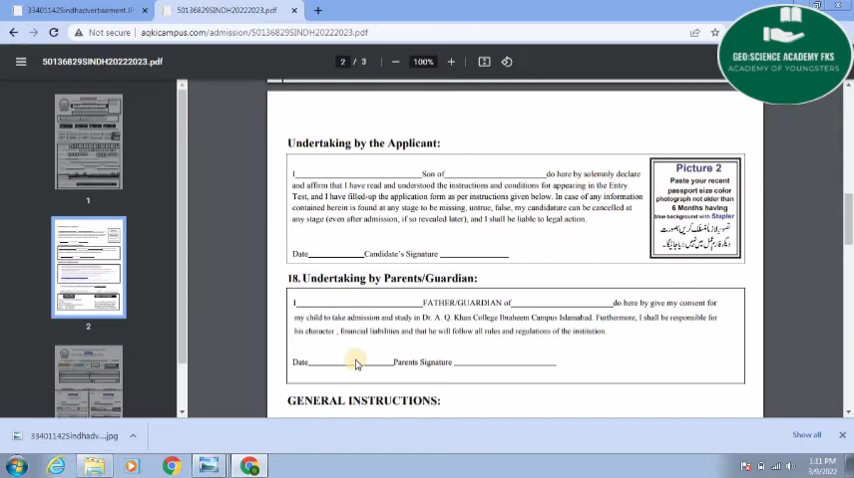 33401142Sindhadvertisement.JP
50136829SINDH20222023.pdf
Not secure
aqkicampus.com/admission/50136829SINDH20222023.pdf
50136829SINDH20222023.pdf
2 / 3
100%
GEO:SCIENCE ACADEMY FKS
ACADEMY OF YOUNGSTERS
1
2
Undertaking by the Applicant:
I____________________Son of____________________do here by solemnly declare
and affirm that I have read and understood the instructions and conditions for appearing in the Entry
Test, and I have filled-up the application form as per instructions given below. In case of any information
contained herein is found at any stage to be missing, untrue, false, my candidature can be cancelled at
any stage (even after admission, if so revealed later), and I shall be liable to legal action.
Date____________Candidate's Signature ____________
Picture 2
Paste your recent
passport size color
photograph not older than
6 Months having
blue background with Stapler
18. Undertaking by Parents/Guardian:
I____________________FATHER/GUARDIAN of____________________do here by give my consent for
my child to take admission and study in Dr. A. Q. Khan College Ibraheem Campus Islamabad. Furthermore, I shall be responsible for
his character , financial liabilities and that he will follow all rules and regulations of the institution.
Date____________Parents Signature ____________
GENERAL INSTRUCTIONS:
33401142Sindhadv....jpg
Show all
1:11 PM
3/9/2022